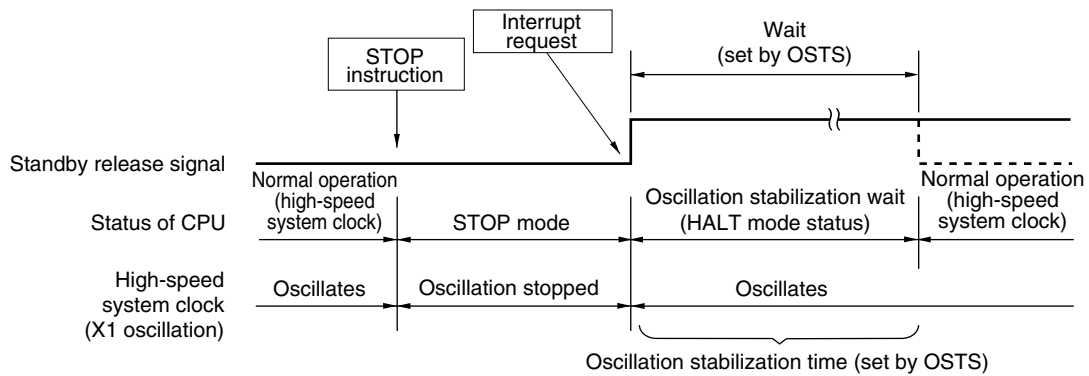 Interrupt
request
Wait
(set by OSTS)
STOP
instruction
Standby release signal
Normal operation
(high-speed
system clock)
Normal operation
(high-speed
system clock)
Oscillation stabilization wait
(HALT mode status)
Status of CPU
STOP mode
High-speed
system clock
(X1 oscillation)
Oscillates
Oscillation stopped
Oscillates
Oscillation stabilization time (set by OSTS)